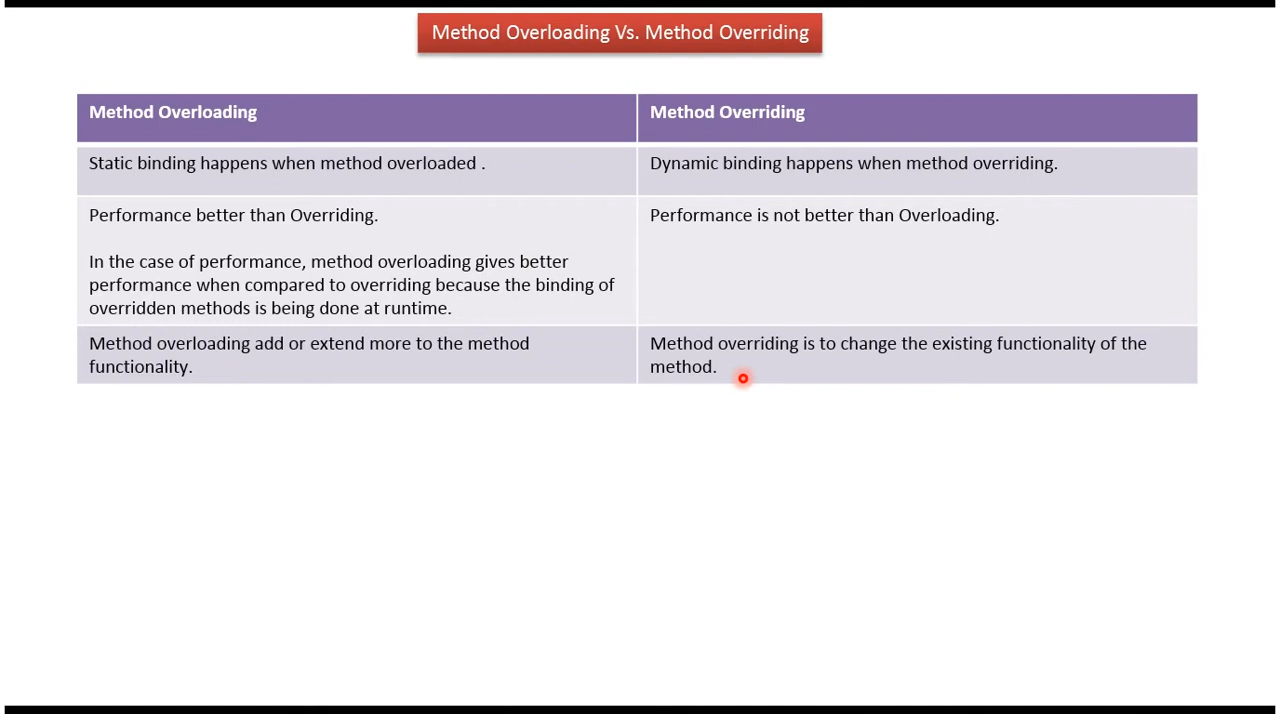 Method Overloading Vs. Method Overriding
Method Overloading
Method Overriding
Static binding happens when method overloaded .
Dynamic binding happens when method overriding.
Performance better than Overriding.
In the case of performance, method overloading gives better
performance when compared to overriding because the binding of
overridden methods is being done at runtime.
Performance is not better than Overloading.
Method overloading add or extend more to the method
functionality.
Method overriding is to change the existing functionality of the
method.